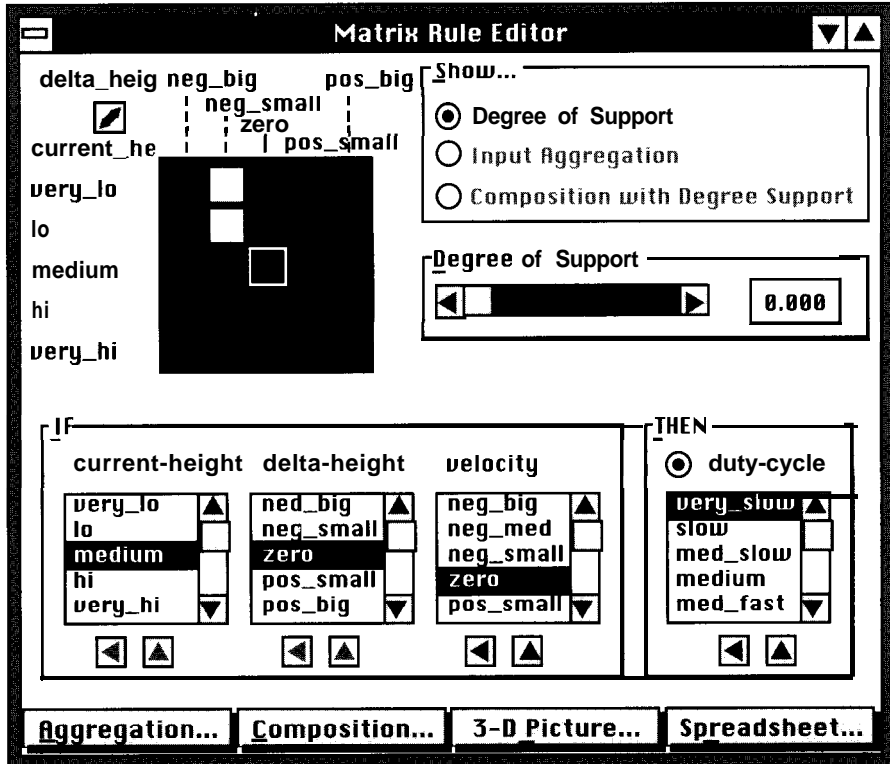 Matrix Rule Editor
delta_heig neg_big pos_big
neg_small
zero
pos_small
current_he
very_lo
lo
medium
hi
very_hi
Show...
Degree of Support
Input Aggregation
Composition with Degree Support
Degree of Support
0.000
IF
current-height delta-height velocity
very_lo
lo
medium
hi
very_hi
ned_big
neg_small
zero
pos_small
pos_big
neg_big
neg_med
neg_small
zero
pos_small
THEN
duty-cycle
very_slow
slow
med_slow
medium
med_fast
Aggregation... Composition... 3-D Picture... Spreadsheet...